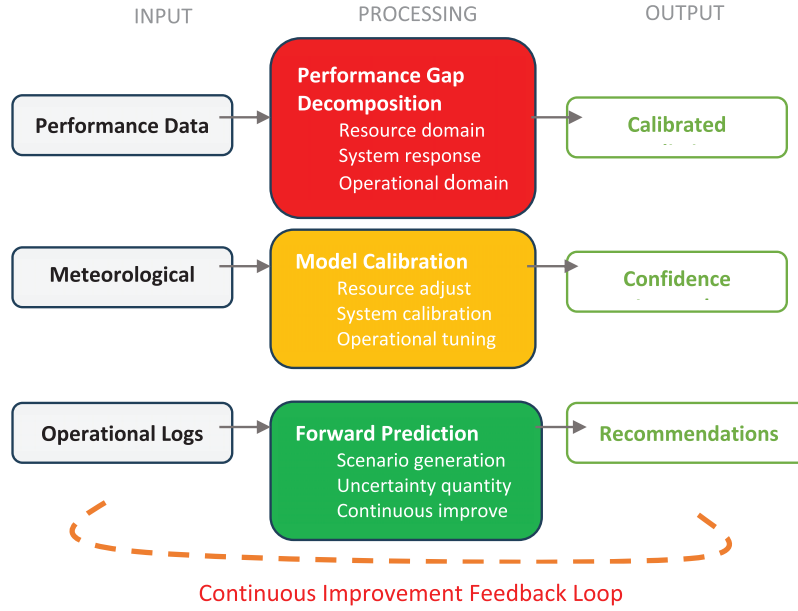 INPUT
PROCESSING
OUTPUT
Performance Data
Performance Gap
Decomposition
Resource domain
System response
Operational domain
Calibrated
Meteorological
Model Calibration
Resource adjust
System calibration
Operational tuning
Confidence
Operational Logs
Forward Prediction
Scenario generation
Uncertainty quantity
Continuous improve
Recommendations
Continuous Improvement Feedback Loop